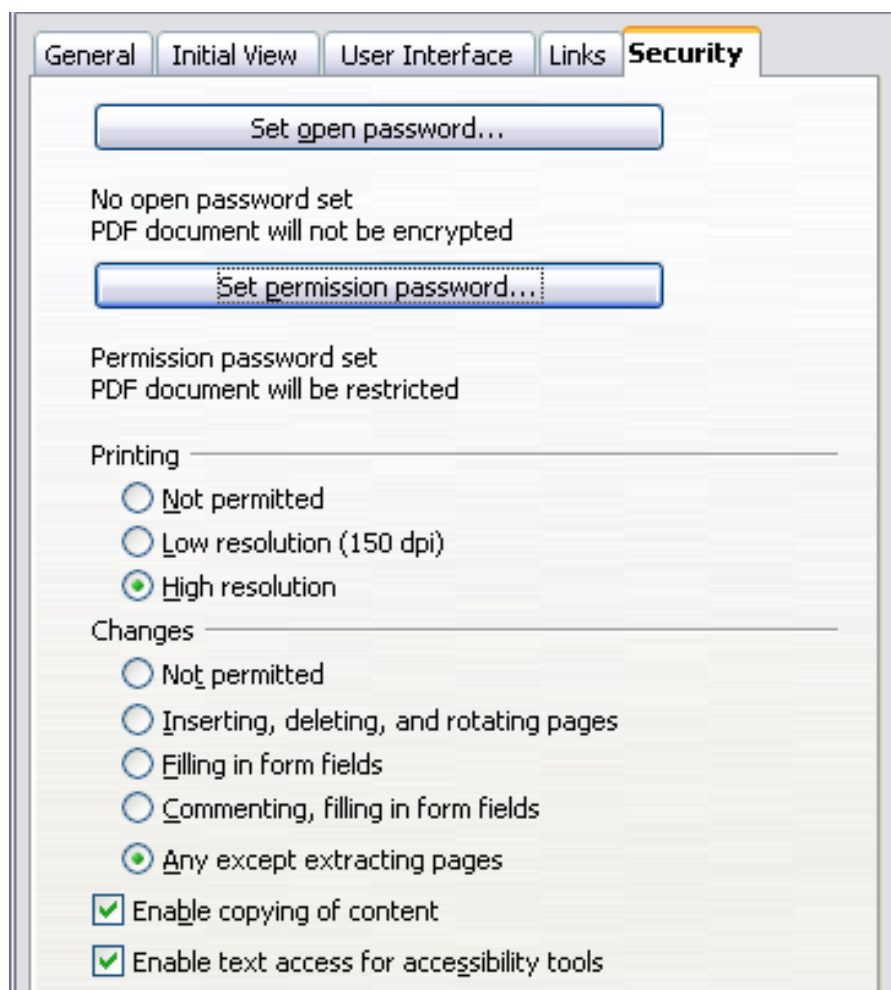 General Initial View User Interface Links Security
Set open password...
No open password set
PDF document will not be encrypted
Set permission password...
Permission password set
PDF document will be restricted
Printing
Not permitted
Low resolution (150 dpi)
High resolution
Changes
Not permitted
Inserting, deleting, and rotating pages
Filling in form fields
Commenting, filling in form fields
Any except extracting pages
Enable copying of content
Enable text access for accessibility tools